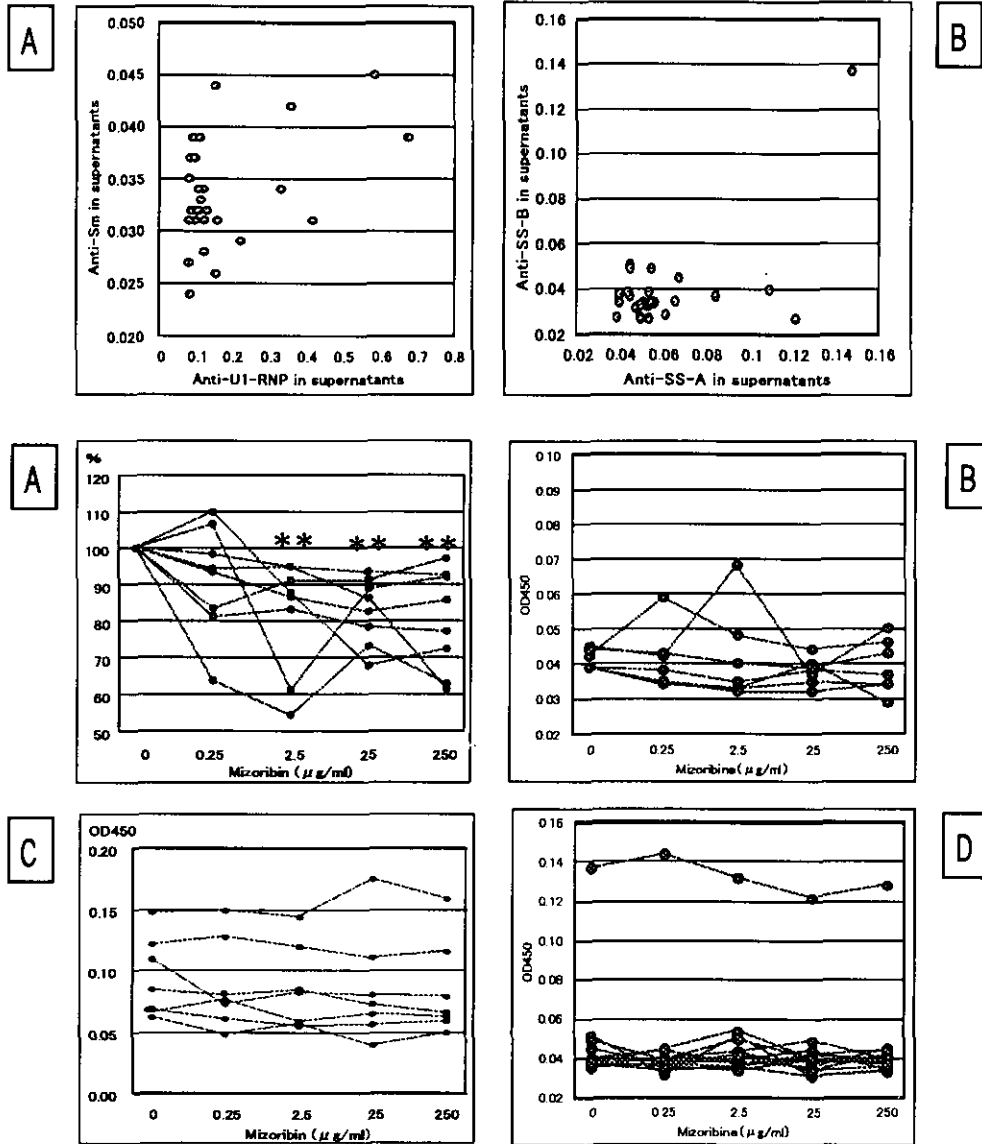 A
0.050
0.045
0.040
0.035
0.030
0.025
0.020
Anti-Sm in supernatants
0 0.1 0.2 0.3 0.4 0.5 0.6 0.7 0.8
Anti-U1-RNP in supernatants
B
0.16
0.14
0.12
0.10
0.08
0.06
0.04
0.02
Anti-SS-B in supernatants
0.02 0.04 0.06 0.08 0.10 0.12 0.14 0.16
Anti-SS-A in supernatants
A
%
120
110
100
90
80
70
60
50
** ** **
0 0.25 2.5 25 250
Mizoribin (μg/ml)
B
0.10
0.09
0.08
0.07
0.06
0.05
0.04
0.03
0.02
OD450
0 0.25 2.5 25 250
Mizoribine(μg/ml)
C
OD450
0.20
0.15
0.10
0.05
0.00
0 0.25 2.5 25 250
Mizoribin (μg/ml)
D
0.16
0.14
0.12
0.10
0.08
0.06
0.04
0.02
OD450
0 0.25 2.5 25 250
Mizoribine(μg/ml)